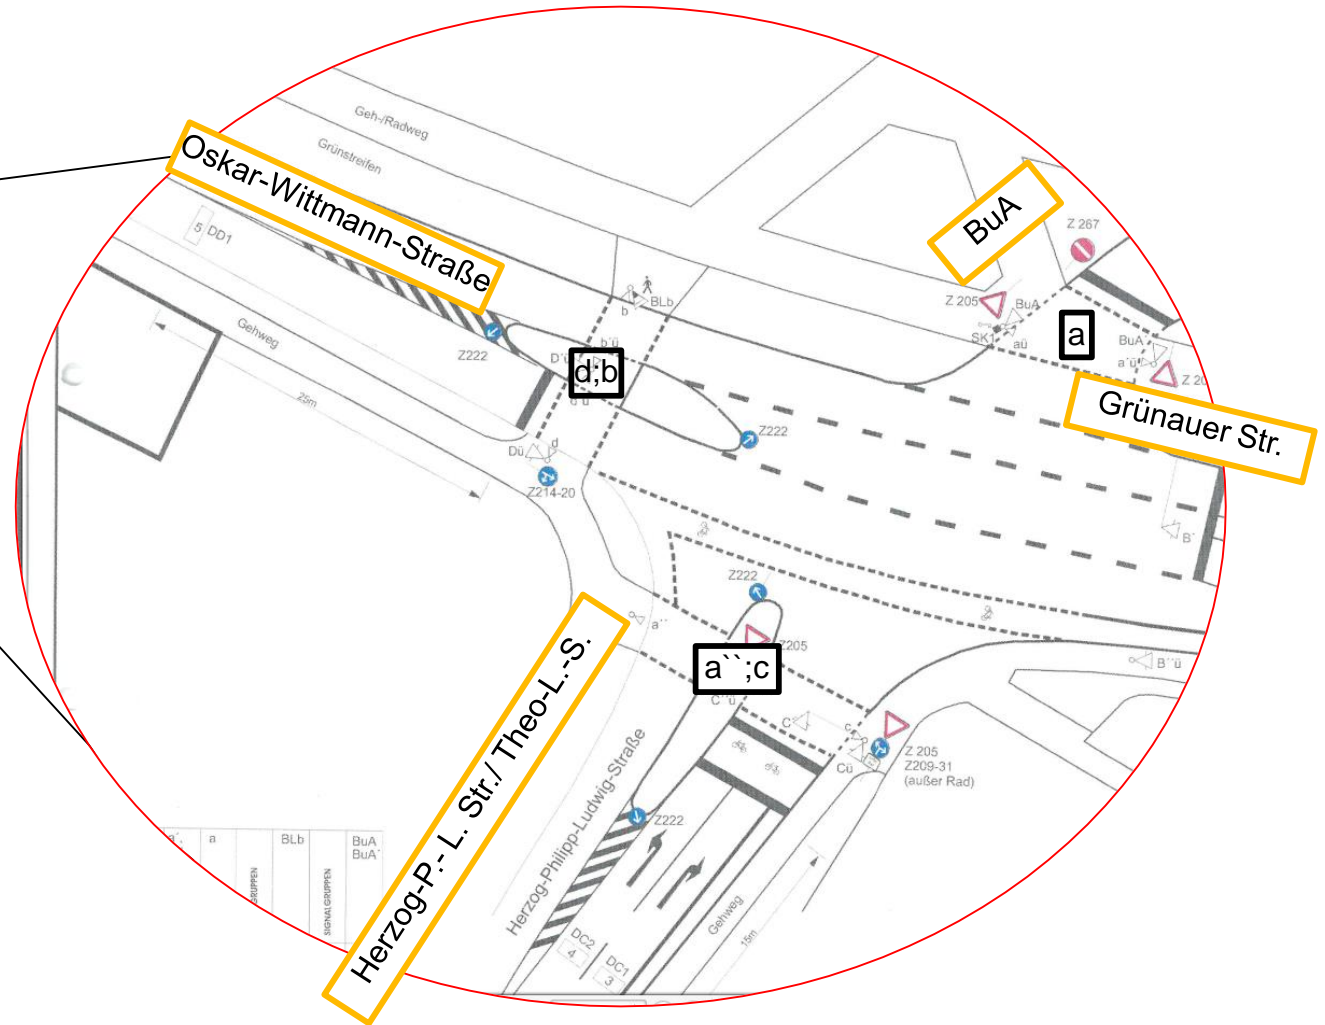 Geh-/Radweg
Grünstreifen
Oskar-Wittmann-Straße
5 DD1
Gehweg
25m
Z222
BLb
b
b¨ü
d;b
Dü
d
Z214-20
Z222
BuA
Z 267
Z 205
BuA
SK1
aü
a
BuA
a¨ü
Z 20
Grünauer Str.
B¨
Z222
a``
Z205
a``;c
C¨ü
C
c
Cü
Z 205
Z209-31
(außer Rad)
B¨ü
Herzog-P.- L. Str./ Theo-L.-S.
Herzog-Philipp-Ludwig-Straße
Z222
Gehweg
15m
DC2
4
DC1
3
a
BLb
SIGNALGRUPPEN
BuA
BuA´